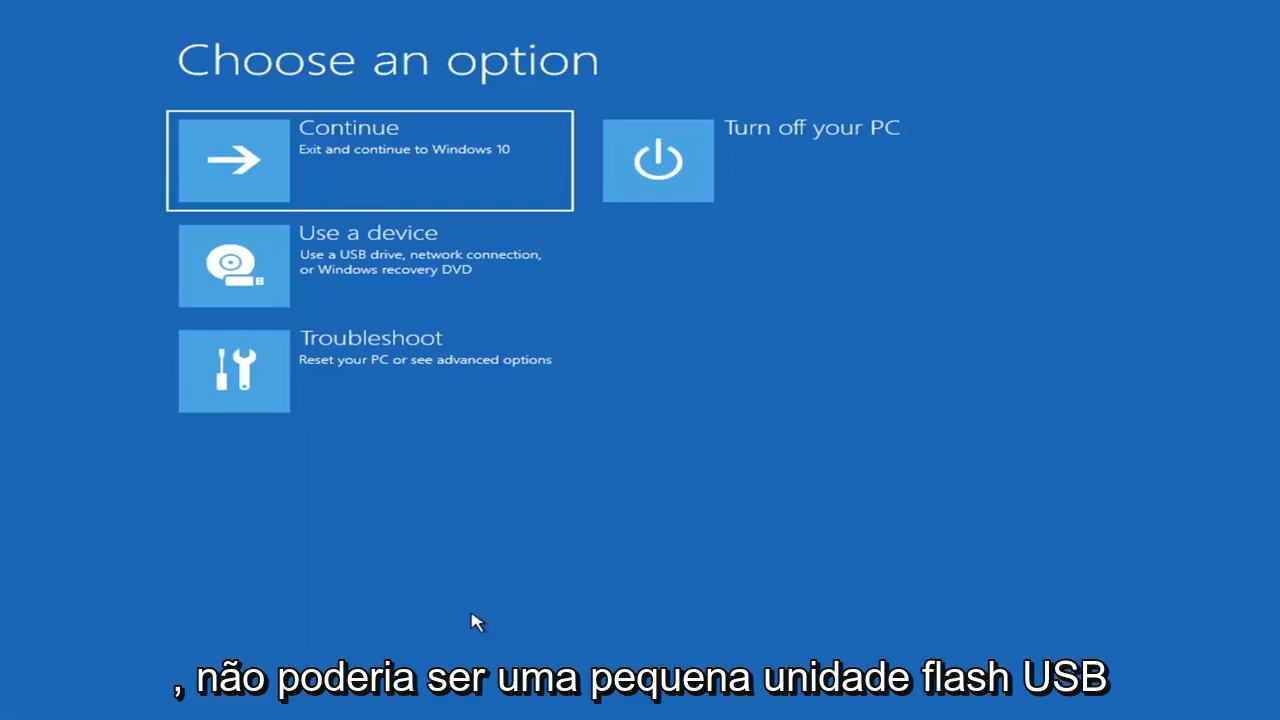 Choose an option
Continue
Exit and continue to Windows 10
Turn off your PC
Use a device
Use a USB drive, network connection,
or Windows recovery DVD
Troubleshoot
Reset your PC or see advanced options
, não poderia ser uma pequena unidade flash USB